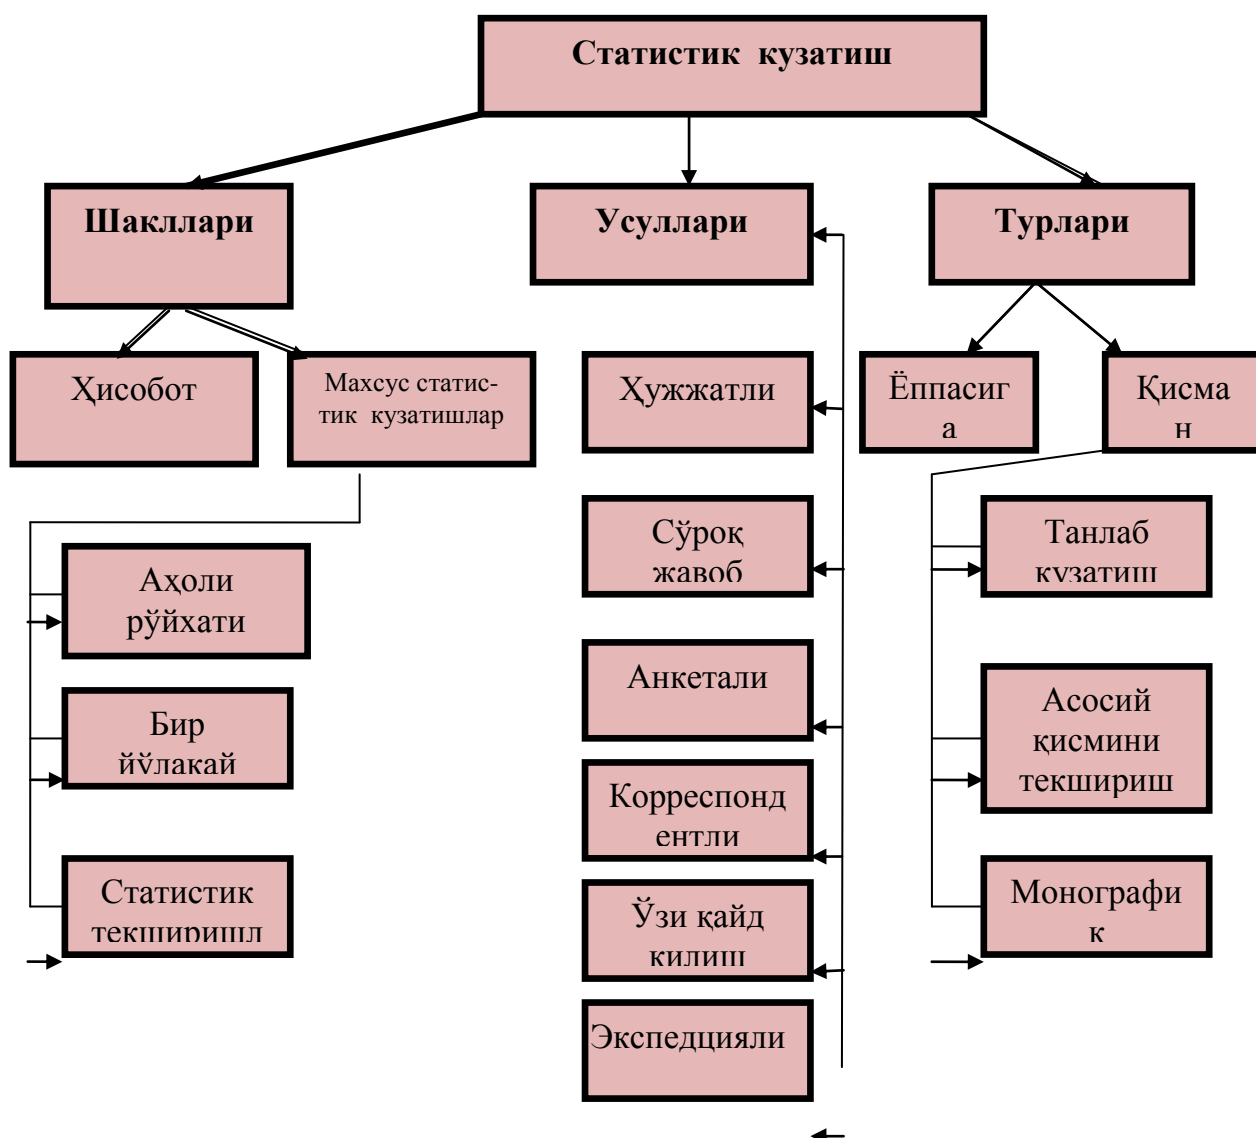 Статистик кузатиш
Шакллари
Усуллари
Турлари
Ҳисобот
Махсус статис-
тик кузатишлар
Ҳужжатли
Ёппасиг
а
Қисма
н
Сўроқ
жавоб
Танлаб
кузатиш
Аҳоли
рўйхати
Анкетали
Асосий
қисмини
текшириш
Бир
йўлакай
Корреспонд
ентли
Статистик
текширишл
Ўзи қайд
килиш
Монографи
к
Экспедцияли